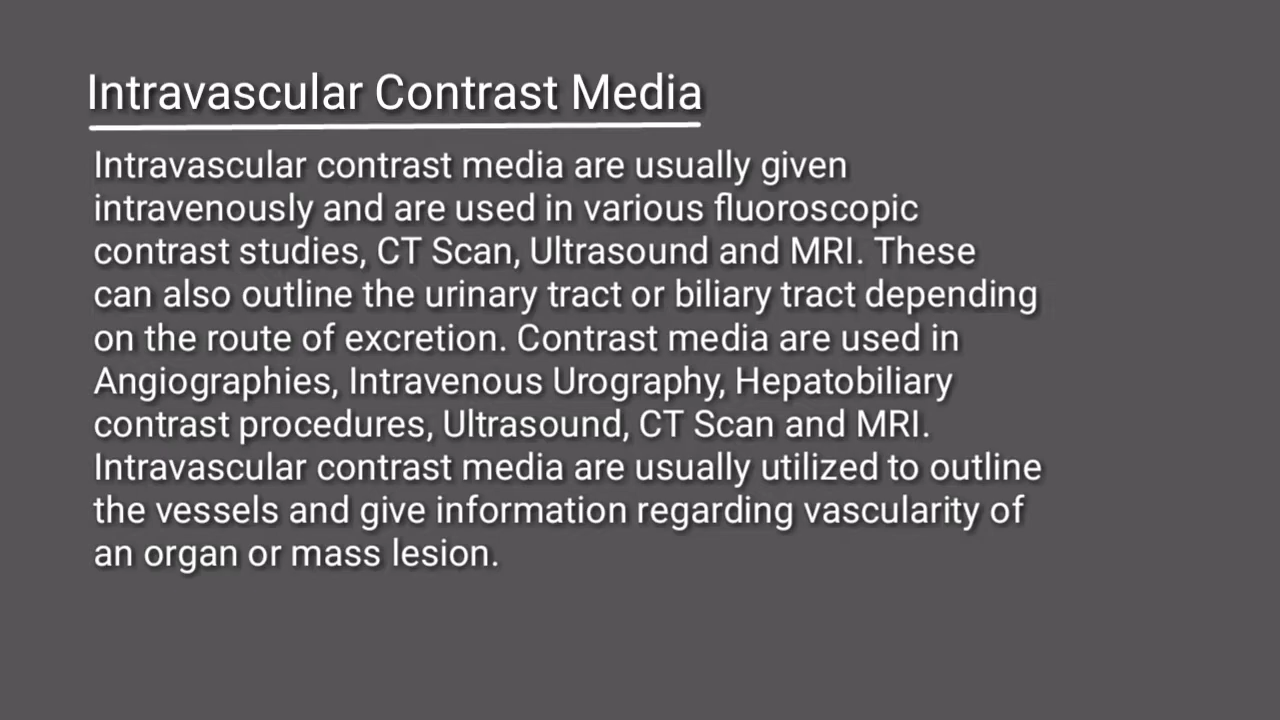 Intravascular Contrast Media
Intravascular contrast media are usually given
intravenously and are used in various fluoroscopic
contrast studies, CT Scan, Ultrasound and MRI. These
can also outline the urinary tract or biliary tract depending
on the route of excretion. Contrast media are used in
Angiographies, Intravenous Urography, Hepatobiliary
contrast procedures, Ultrasound, CT Scan and MRI.
Intravascular contrast media are usually utilized to outline
the vessels and give information regarding vascularity of
an organ or mass lesion.